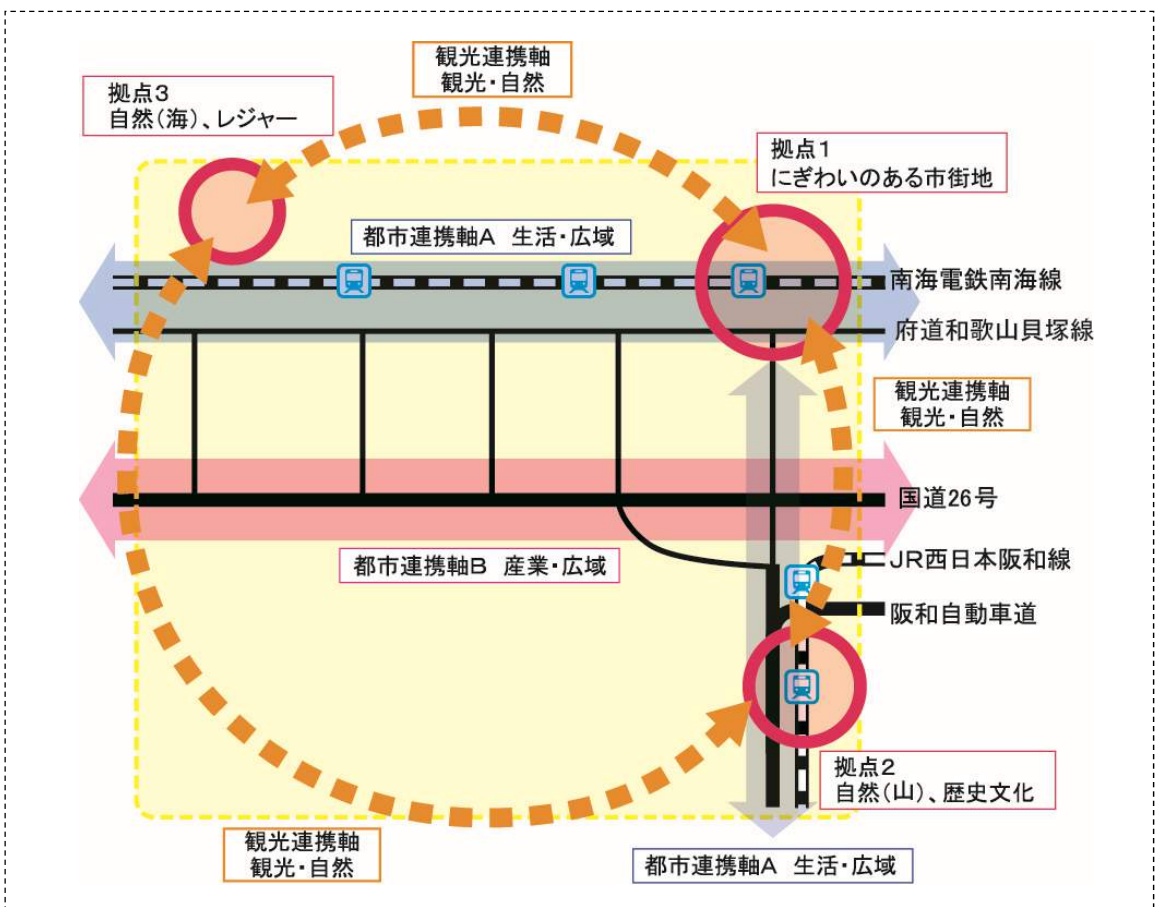 観光連携軸
観光・自然
拠点3
自然(海)、レジャー
拠点1
にぎわいのある市街地
都市連携軸A 生活・広域
南海電鉄南海線
府道和歌山貝塚線
観光連携軸
観光・自然
国道26号
都市連携軸B 産業・広域
JR西日本阪和線
阪和自動車道
拠点2
自然(山)、歴史文化
観光連携軸
観光・自然
都市連携軸A 生活・広域